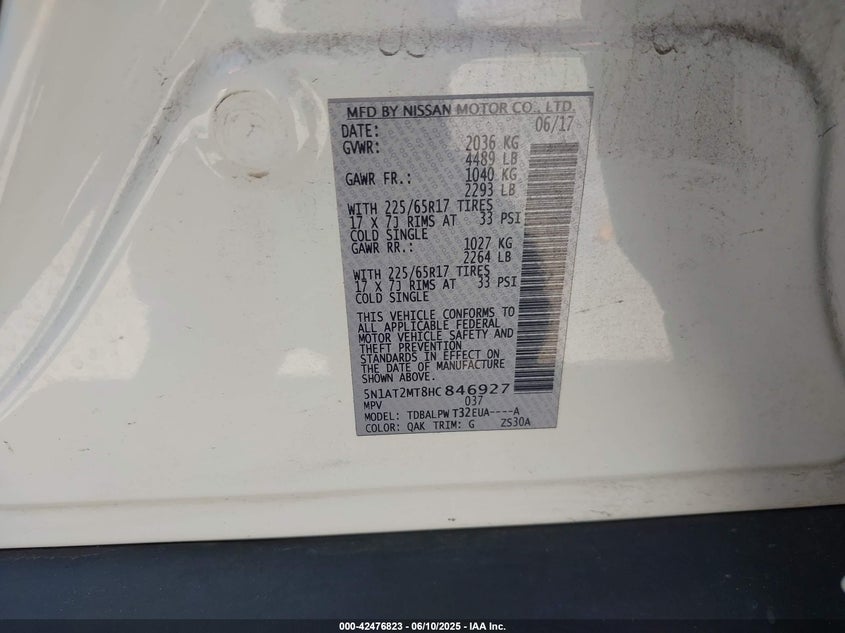 MFD BY NISSAN MOTOR CO., LTD.
DATE: 06/17
GVWR: 2036 KG
4489 LB
GAWR FR.: 1040 KG
2293 LB
WITH 225/65R17 TIRES
17 X 7J RIMS AT 33 PSI
COLD SINGLE
GAWR RR.: 1027 KG
2264 LB
WITH 225/65R17 TIRES
17 X 7J RIMS AT 33 PSI
COLD SINGLE
THIS VEHICLE CONFORMS TO
ALL APPLICABLE FEDERAL
MOTOR VEHICLE SAFETY AND
THEFT PREVENTION
STANDARDS IN EFFECT ON
THE DATE OF MANUFACTURE
SHOWN ABOVE.
5N1AT2MT8HC846927
MPV 037
MODEL: TDBALPW T32EUA----A
COLOR: QAK TRIM: G ZS30A
000-42476823 - 06/10/2025 - IAA Inc.